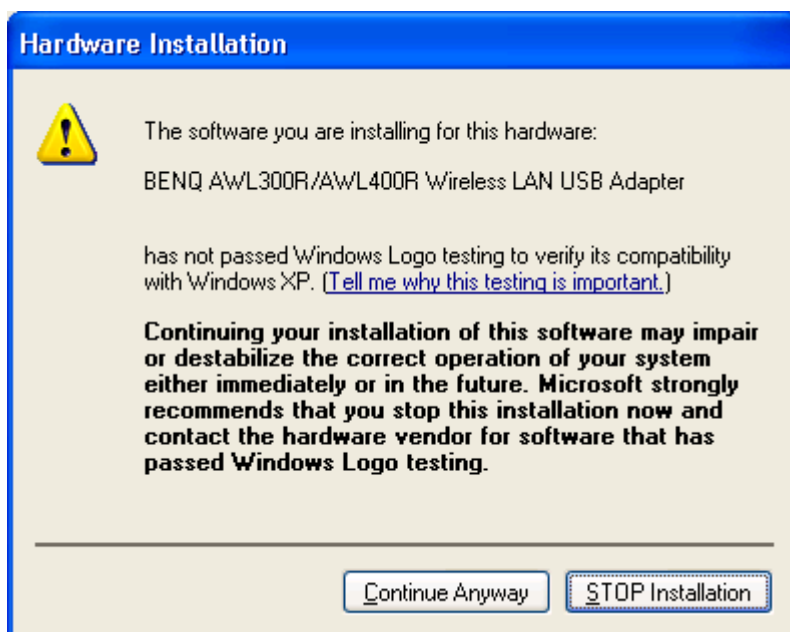 Hardware Installation
The software you are installing for this hardware:
BENQ AWL300R/AWL400R Wireless LAN USB Adapter
has not passed Windows Logo testing to verify its compatibility
with Windows XP. (Tell me why this testing is important.)
Continuing your installation of this software may impair
or destabilize the correct operation of your system
either immediately or in the future. Microsoft strongly
recommends that you stop this installation now and
contact the hardware vendor for software that has
passed Windows Logo testing.
Continue Anyway
STOP Installation